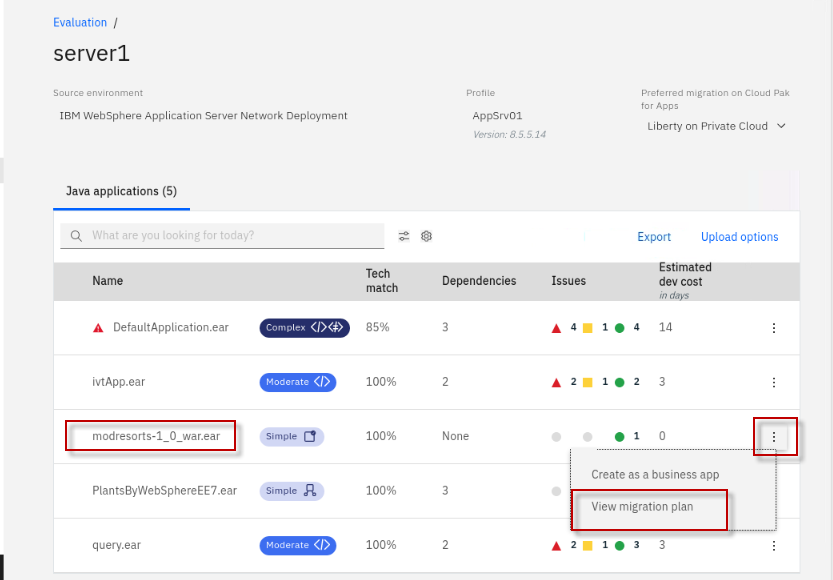 Evaluation /
server1
Source environment
IBM WebSphere Application Server Network Deployment
Profile
AppSrv01
Version: 8.5.5.14
Preferred migration on Cloud Pak
for Apps
Liberty on Private Cloud
Java applications (5)
What are you looking for today?
Export
Upload options
Name
Tech
match
Dependencies
Issues
Estimated
dev cost
in days
DefaultApplication.ear Complex 85% 3 4 1 4 14
ivtApp.ear Moderate 100% 2 2 1 2 3
modresorts-1_0_war.ear Simple 100% None 1 0
Create as a business app
PlantsByWebSphereEE7.ear Simple 100% 3
View migration plan
query.ear Moderate 100% 2 2 1 3 3